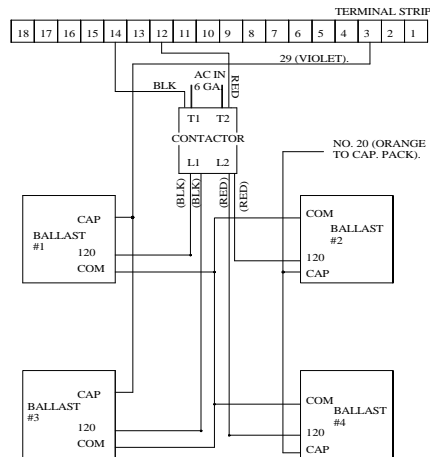 TERMINAL STRIP
18 17 16 15 14 13 12 11 10 9 8 7 6 5 4 3 2 1
29 (VIOLET).
AC IN
6 GA
BLK
RED
T1 T2
CONTACTOR
L1 L2
NO. 20 (ORANGE
TO CAP. PACK).
(BLK)
(BLK)
(RED)
(RED)
CAP
BALLAST
#1
120
COM
COM
BALLAST
#2
120
CAP
CAP
BALLAST
#3
120
COM
COM
BALLAST
#4
120
CAP